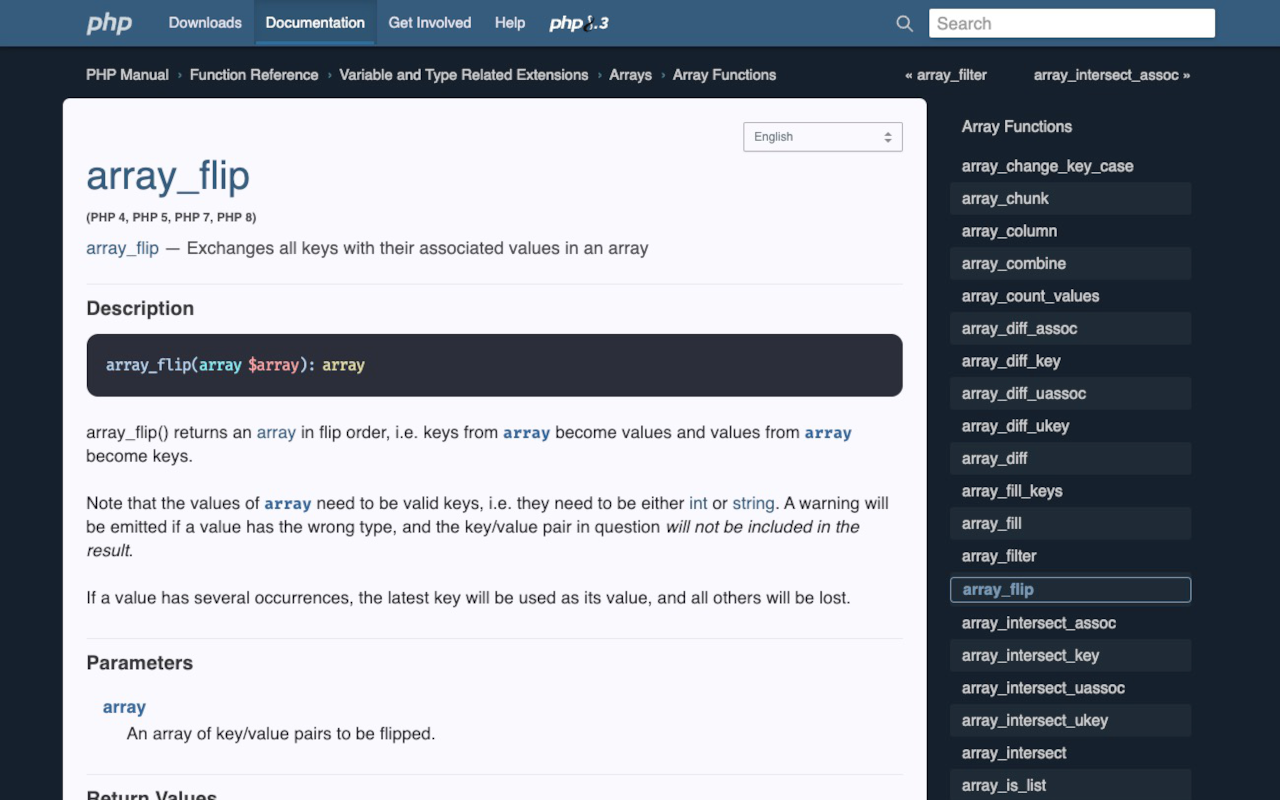 php
Downloads
Documentation
Get Involved
Help
php8.3
Search
PHP Manual › Function Reference › Variable and Type Related Extensions › Arrays › Array Functions
« array_filter
array_intersect_assoc »
English
array_flip
(PHP 4, PHP 5, PHP 7, PHP 8)
array_flip — Exchanges all keys with their associated values in an array
Description
array_flip(array $array): array
array_flip() returns an array in flip order, i.e. keys from array become values and values from array
become keys.
Note that the values of array need to be valid keys, i.e. they need to be either int or string. A warning will
be emitted if a value has the wrong type, and the key/value pair in question will not be included in the
result.
If a value has several occurrences, the latest key will be used as its value, and all others will be lost.
Parameters
array
An array of key/value pairs to be flipped.
Return Values
Array Functions
array_change_key_case
array_chunk
array_column
array_combine
array_count_values
array_diff_assoc
array_diff_key
array_diff_uassoc
array_diff_ukey
array_diff
array_fill_keys
array_fill
array_filter
array_flip
array_intersect_assoc
array_intersect_key
array_intersect_uassoc
array_intersect_ukey
array_intersect
array_is_list